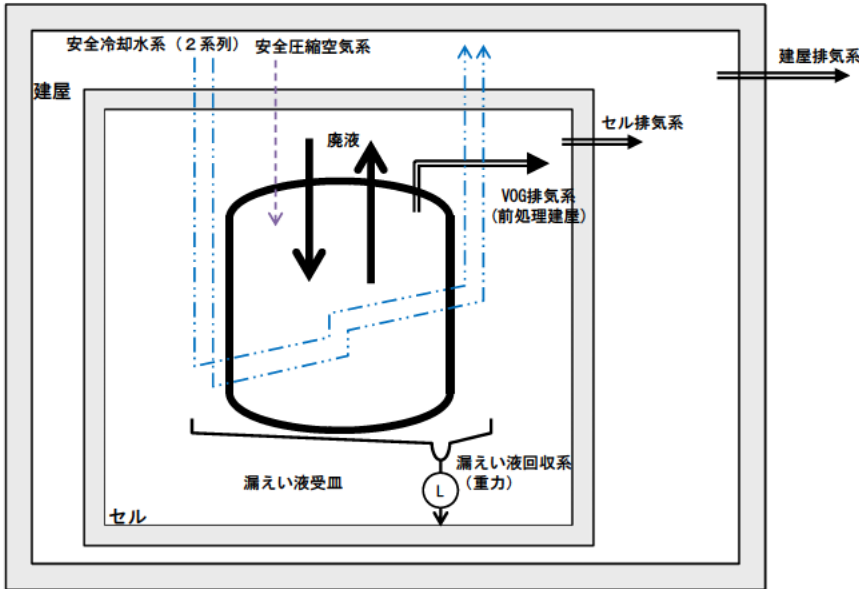 安全冷却水系(2系列)
安全圧縮空気系
建屋排気系
建屋
セル排気系
廃液
VOG排気系
(前処理建屋)
漏えい液回収系
(重力)
漏えい液受皿
L
セル